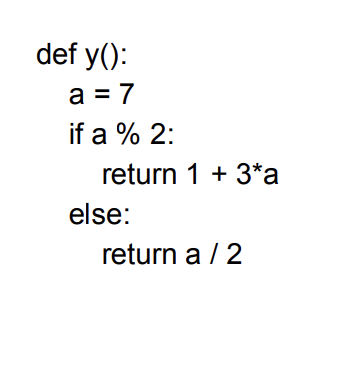 def y():
    a = 7
    if a % 2:
        return 1 + 3*a
    else:
        return a / 2